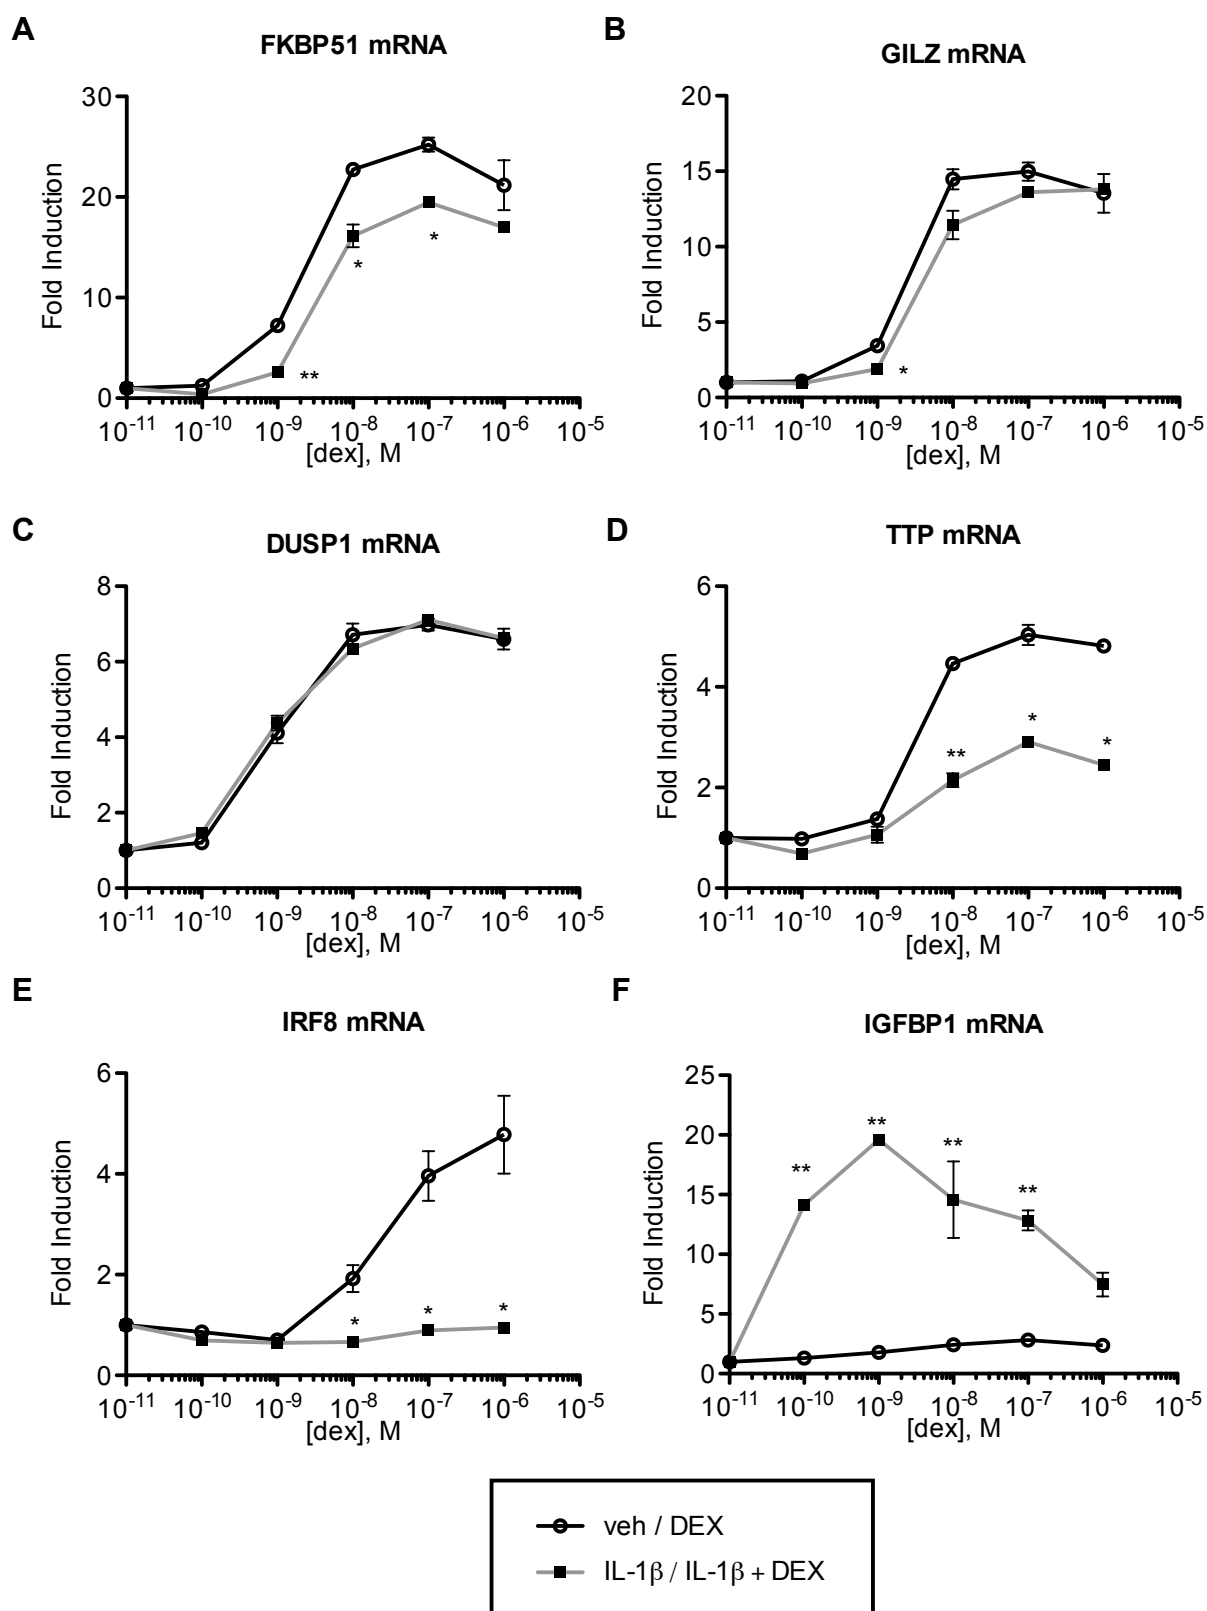 A
FKBP51 mRNA
Fold Induction
30
20
10
0
**
*
*
10⁻¹¹ 10⁻¹⁰ 10⁻⁹ 10⁻⁸ 10⁻⁷ 10⁻⁶ 10⁻⁵
[dex], M
B
GILZ mRNA
Fold Induction
20
15
10
5
0
*
10⁻¹¹ 10⁻¹⁰ 10⁻⁹ 10⁻⁸ 10⁻⁷ 10⁻⁶ 10⁻⁵
[dex], M
C
DUSP1 mRNA
Fold Induction
8
6
4
2
0
10⁻¹¹ 10⁻¹⁰ 10⁻⁹ 10⁻⁸ 10⁻⁷ 10⁻⁶ 10⁻⁵
[dex], M
D
TTP mRNA
Fold Induction
6
4
2
0
**
*
*
10⁻¹¹ 10⁻¹⁰ 10⁻⁹ 10⁻⁸ 10⁻⁷ 10⁻⁶ 10⁻⁵
[dex], M
E
IRF8 mRNA
Fold Induction
6
4
2
0
*
*
*
10⁻¹¹ 10⁻¹⁰ 10⁻⁹ 10⁻⁸ 10⁻⁷ 10⁻⁶ 10⁻⁵
[dex], M
F
IGFBP1 mRNA
Fold Induction
25
20
15
10
5
0
**
**
**
**
10⁻¹¹ 10⁻¹⁰ 10⁻⁹ 10⁻⁸ 10⁻⁷ 10⁻⁶ 10⁻⁵
[dex], M
veh / DEX
IL-1β / IL-1β + DEX